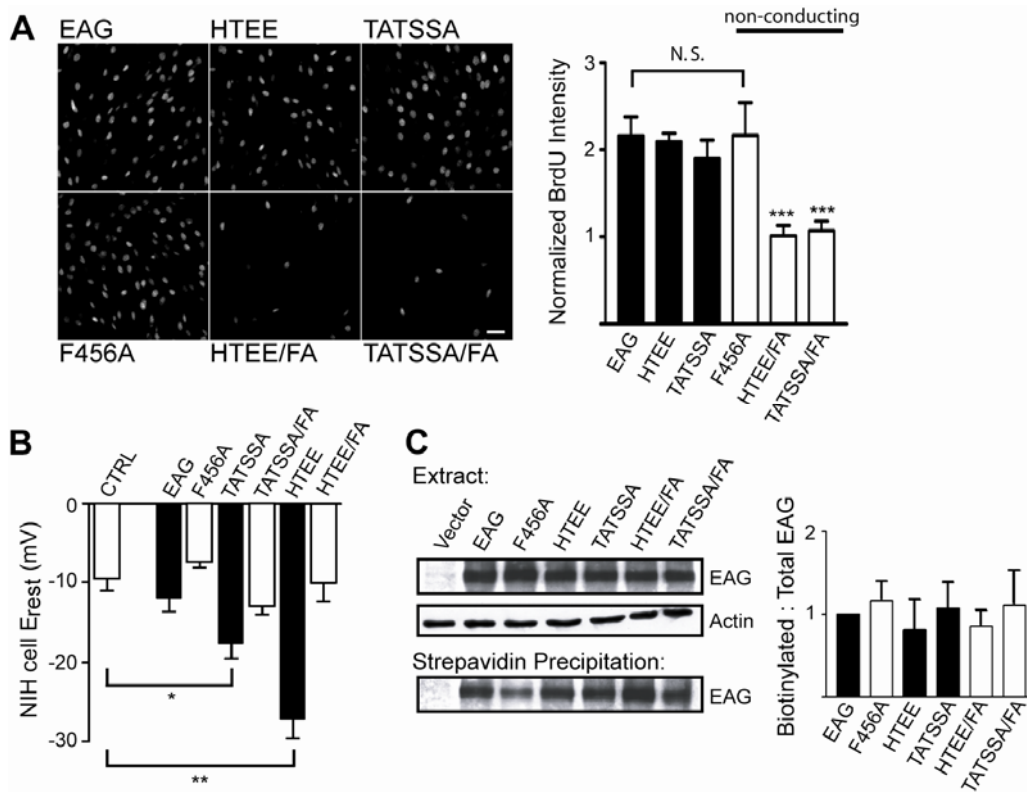 A
EAG HTEE TATSSA
F456A HTEE/FA TATSSA/FA
non-conducting
N.S.
Normalized BrdU Intensity
3
2
1
*** ***
EAG HTEE TATSSA F456A HTEE/FA TATSSA/FA
B
CTRL EAG F456A TATSSA TATSSA/FA HTEE HTEE/FA
NIH cell Erest (mV)
0
-10
-20
-30
*
**
C
Extract:
Vector EAG F456A HTEE TATSSA HTEE/FA TATSSA/FA
EAG
Actin
Strepavidin Precipitation:
EAG
Biotinylated : Total EAG
2
1
EAG F456A HTEE TATSSA HTEE/FA TATSSA/FA